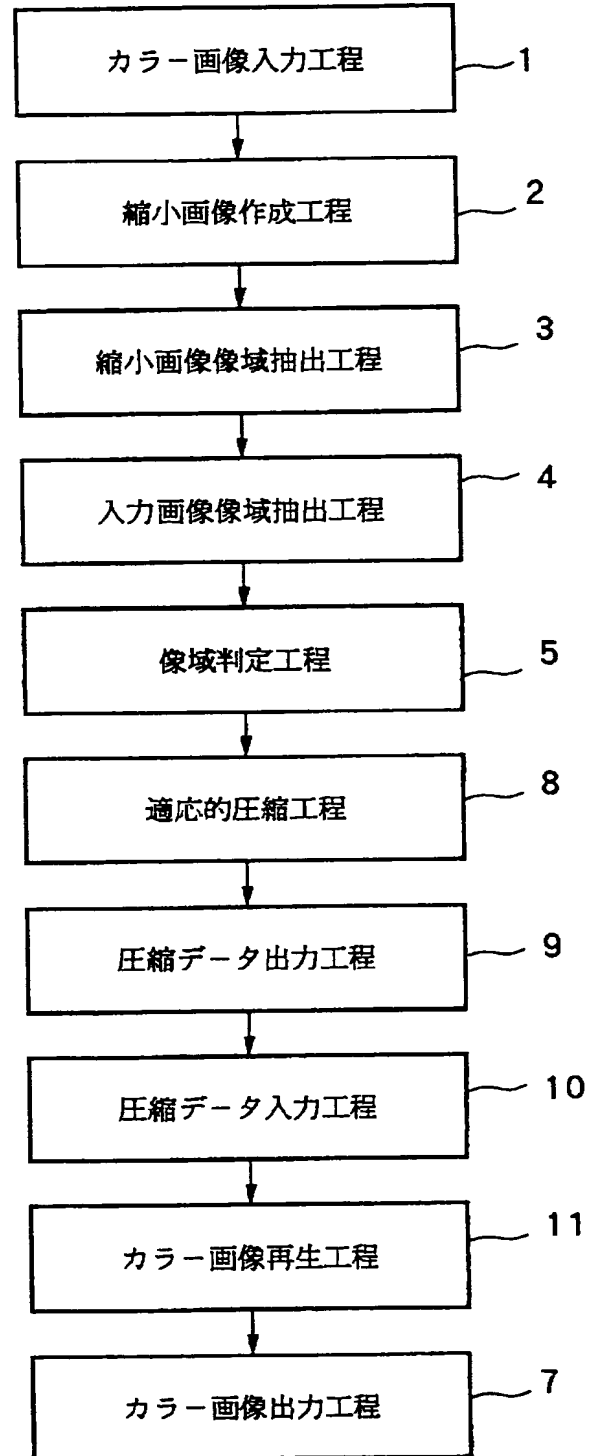 カラー画像入力工程 1
縮小画像作成工程 2
縮小画像像域抽出工程 3
入力画像像域抽出工程 4
像域判定工程 5
適応的圧縮工程 8
圧縮データ出力工程 9
圧縮データ入力工程 10
カラー画像再生工程 11
カラー画像出力工程 7